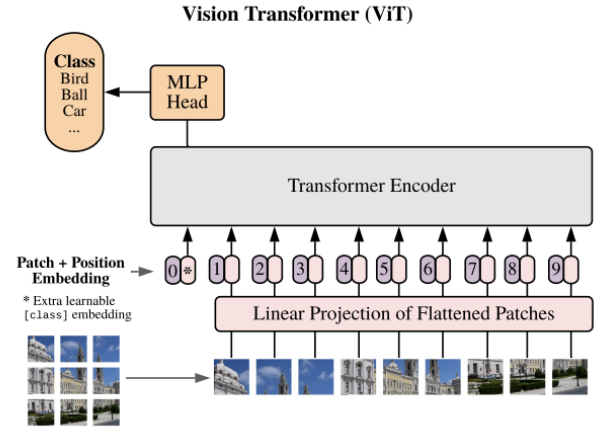 Vision Transformer (ViT)
Class
Bird
Ball
Car
...
MLP
Head
Transformer Encoder
Patch + Position
Embedding
0 * 1 2 3 4 5 6 7 8 9
* Extra learnable
[class] embedding
Linear Projection of Flattened Patches